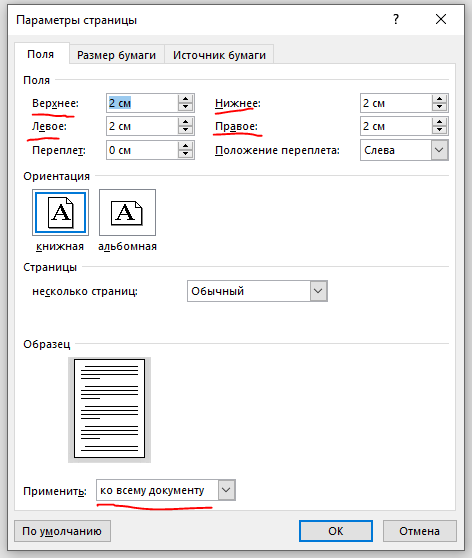 Параметры страницы
Поля Размер бумаги Источник бумаги
Поля
Верхнее: 2 см Нижнее: 2 см
Левое: 2 см Правое: 2 см
Переплет: 0 см Положение переплета: Слева
Ориентация
A A
книжная альбомная
Страницы
несколько страниц: Обычный
Образец
Применить: ко всему документу
По умолчанию ОК Отмена